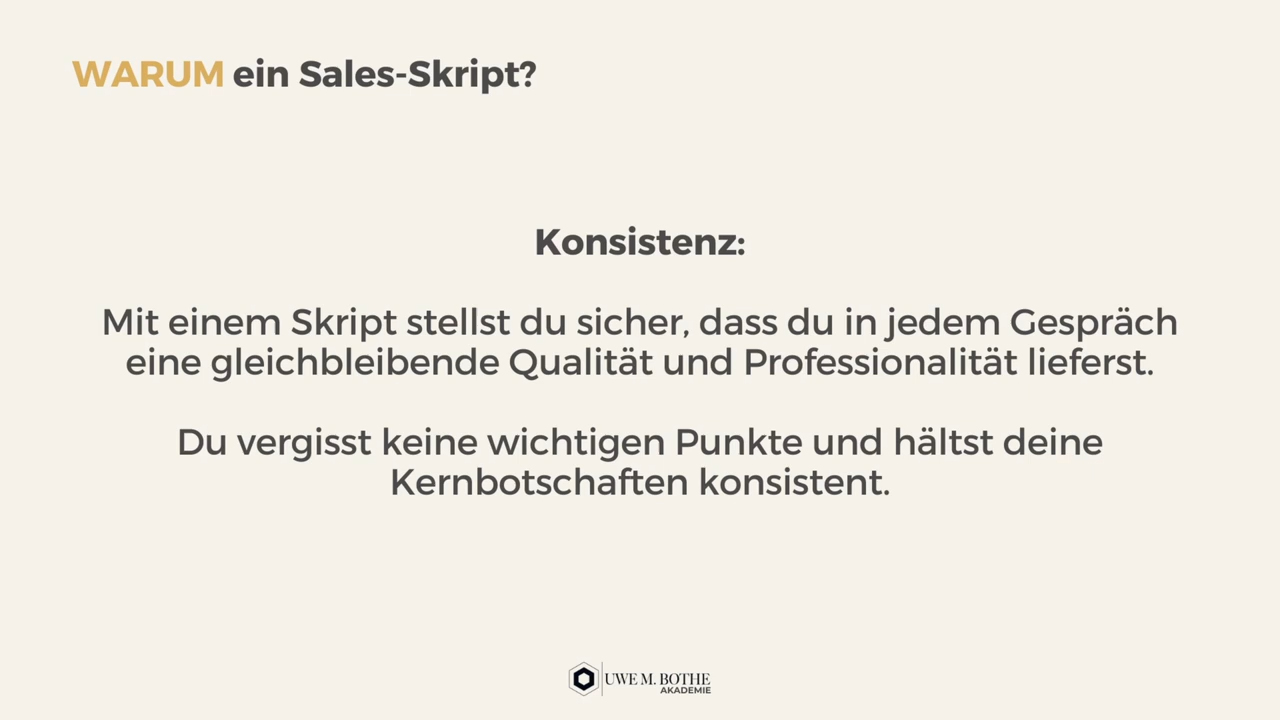 WARUM ein Sales-Skript?
Konsistenz:
Mit einem Skript stellst du sicher, dass du in jedem Gespräch
eine gleichbleibende Qualität und Professionalität lieferst.
Du vergisst keine wichtigen Punkte und hältst deine
Kernbotschaften konsistent.
UWE M. BOTHE
AKADEMIE